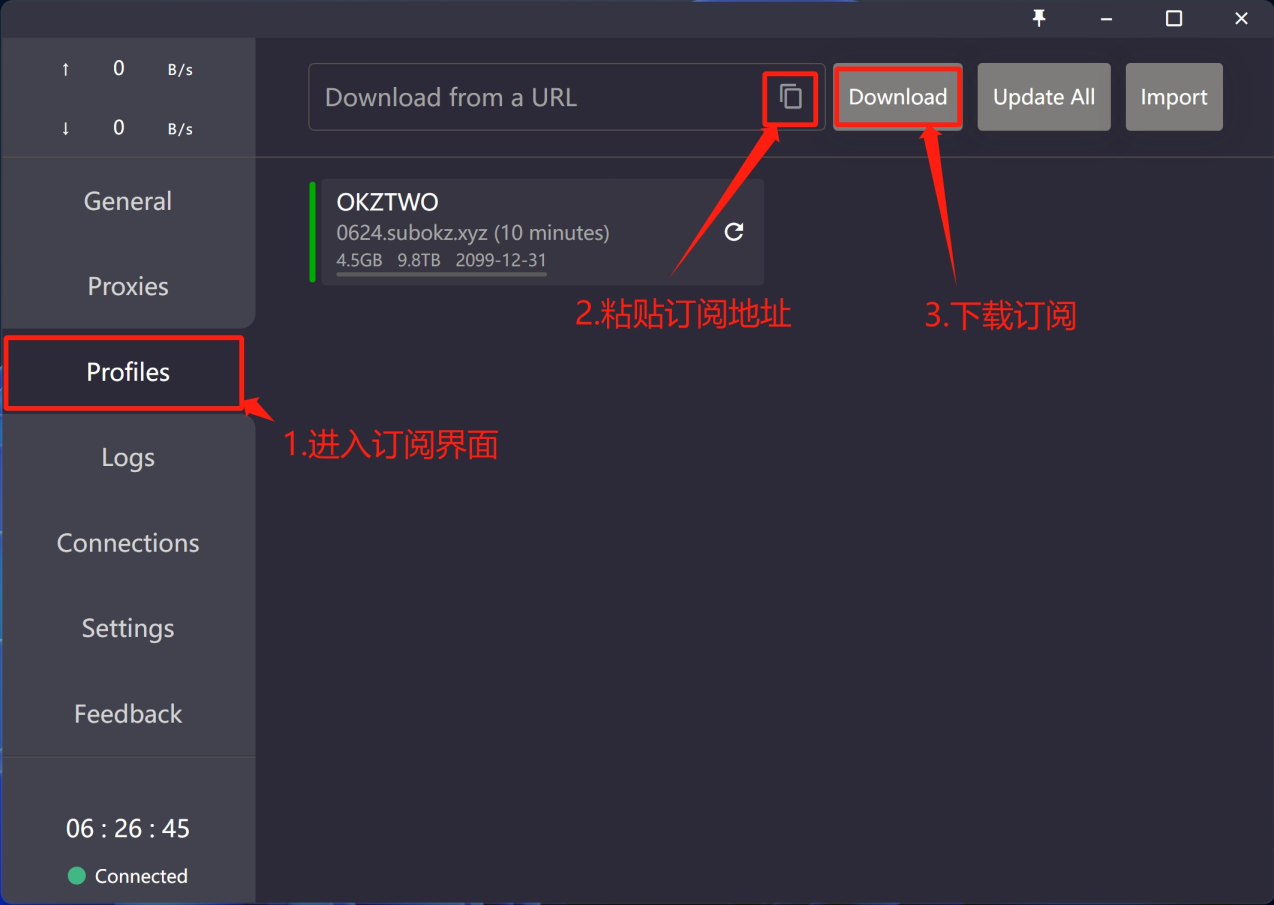 ↑ 0 B/s
↓ 0 B/s
General
Proxies
Profiles
Logs
Connections
Settings
Feedback
06 : 26 : 45
Connected
Download from a URL
Download
Update All
Import
OKZTWO
0624.subokz.xyz (10 minutes)
4.5GB 9.8TB 2099-12-31
1.进入订阅界面
2.粘贴订阅地址
3.下载订阅